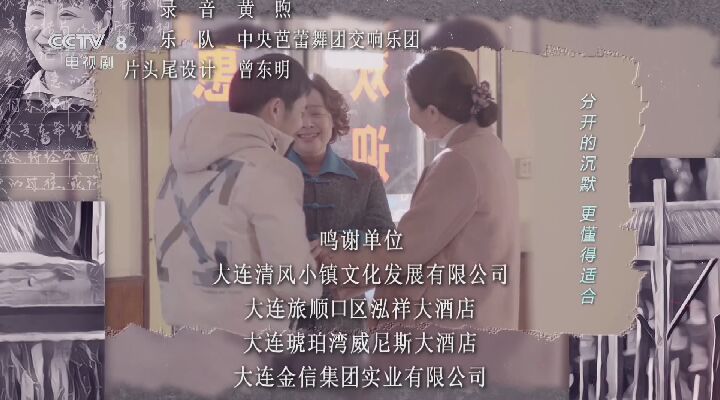 录 音 黄 煦
CCTV 8
电视剧
乐 队 中央芭蕾舞团交响乐团
片头尾设计 曾东明
惠
欢迎
分开的沉默 更懂得适合
鸣谢单位
大连清风小镇文化发展有限公司
大连旅顺口区泓祥大酒店
大连琥珀湾威尼斯大酒店
大连金信集团实业有限公司